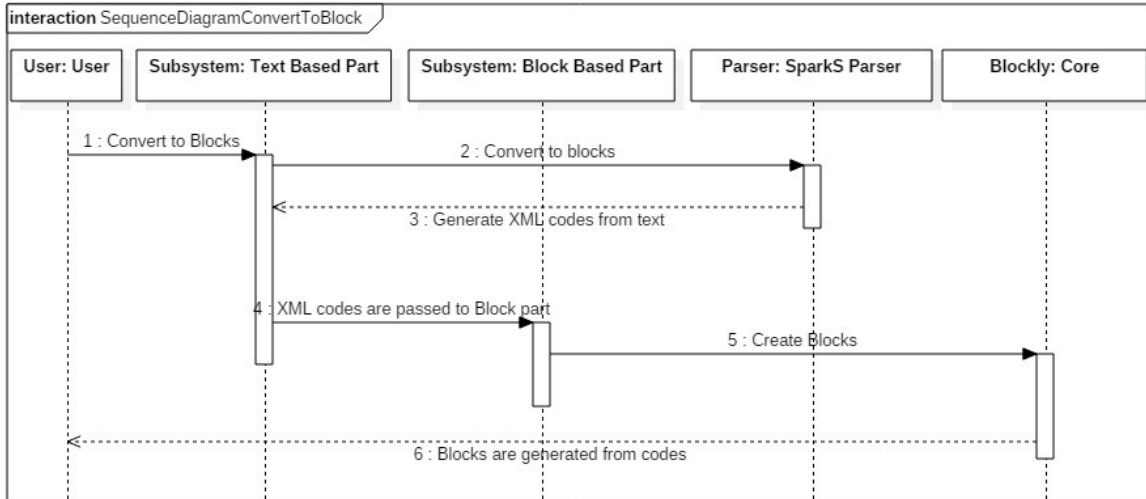 interaction SequenceDiagramConvertToBlock
User: User
Subsystem: Text Based Part
Subsystem: Block Based Part
Parser: SparkS Parser
Blockly: Core
1 : Convert to Blocks
2 : Convert to blocks
3 : Generate XML codes from text
4 : XML codes are passed to Block part
5 : Create Blocks
6 : Blocks are generated from codes